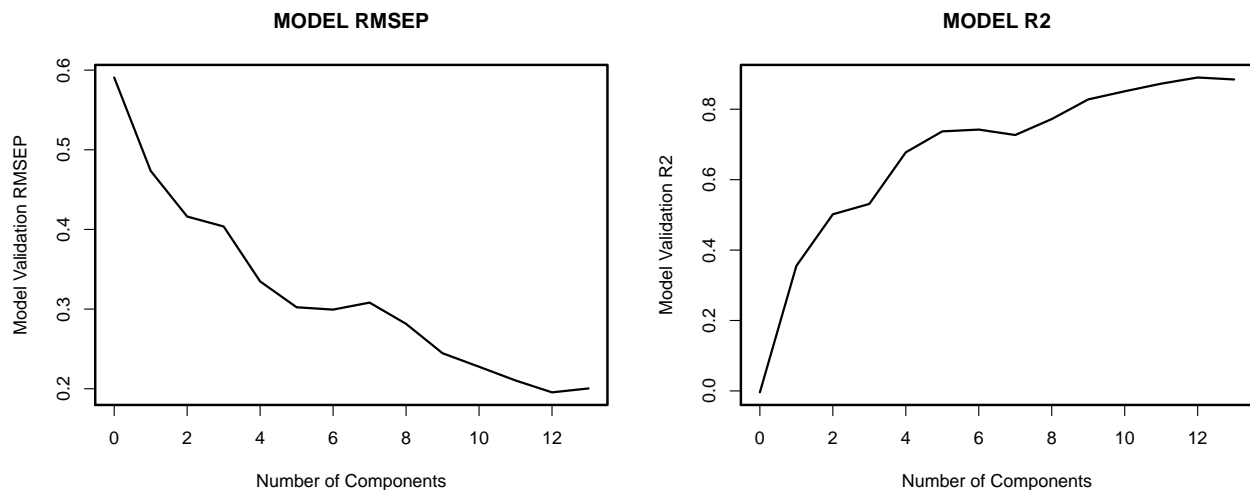 MODEL RMSEP
Model Validation RMSEP
0.6
0.5
0.4
0.3
0.2
0 2 4 6 8 10 12
Number of Components
MODEL R2
Model Validation R2
0.8
0.6
0.4
0.2
0.0
0 2 4 6 8 10 12
Number of Components